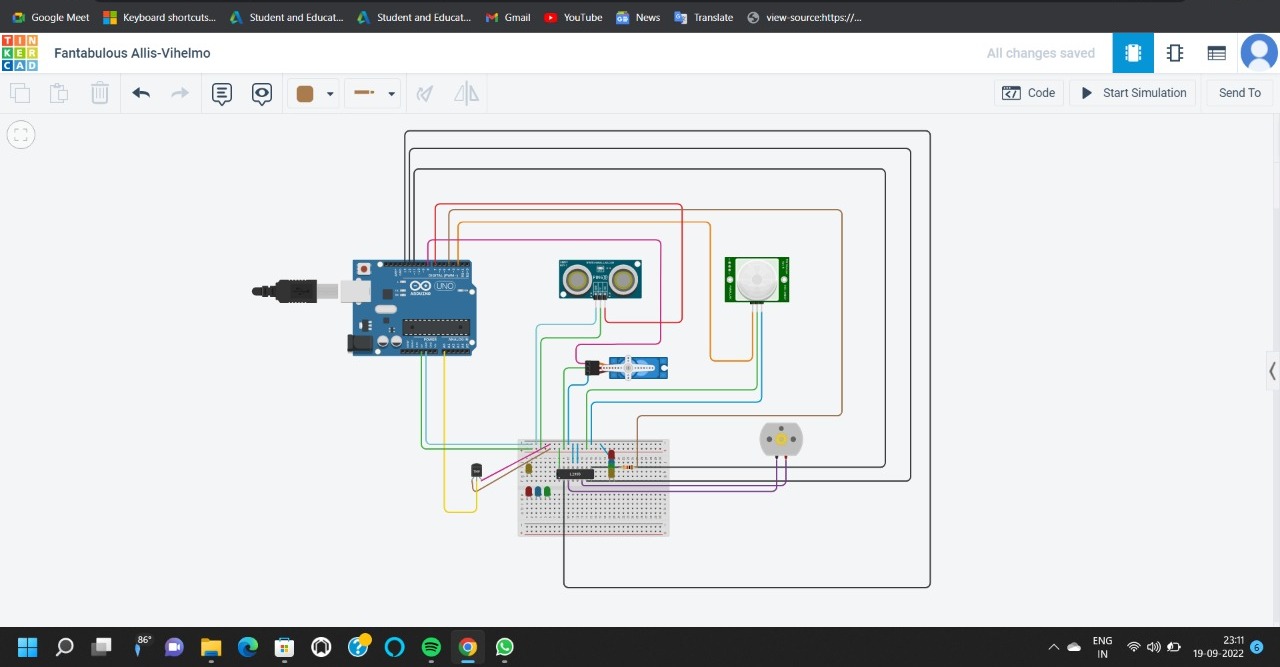 Google Meet
Keyboard shortcuts...
Student and Educat...
Student and Educat...
Gmail
YouTube
News
Translate
view-source:https://...
TIN
KER
CAD
Fantabulous Allis-Vihelmo
All changes saved
Code
Start Simulation
Send To
UNO
ARDUINO
L293D
86°
ENG
IN
23:11
19-09-2022
6